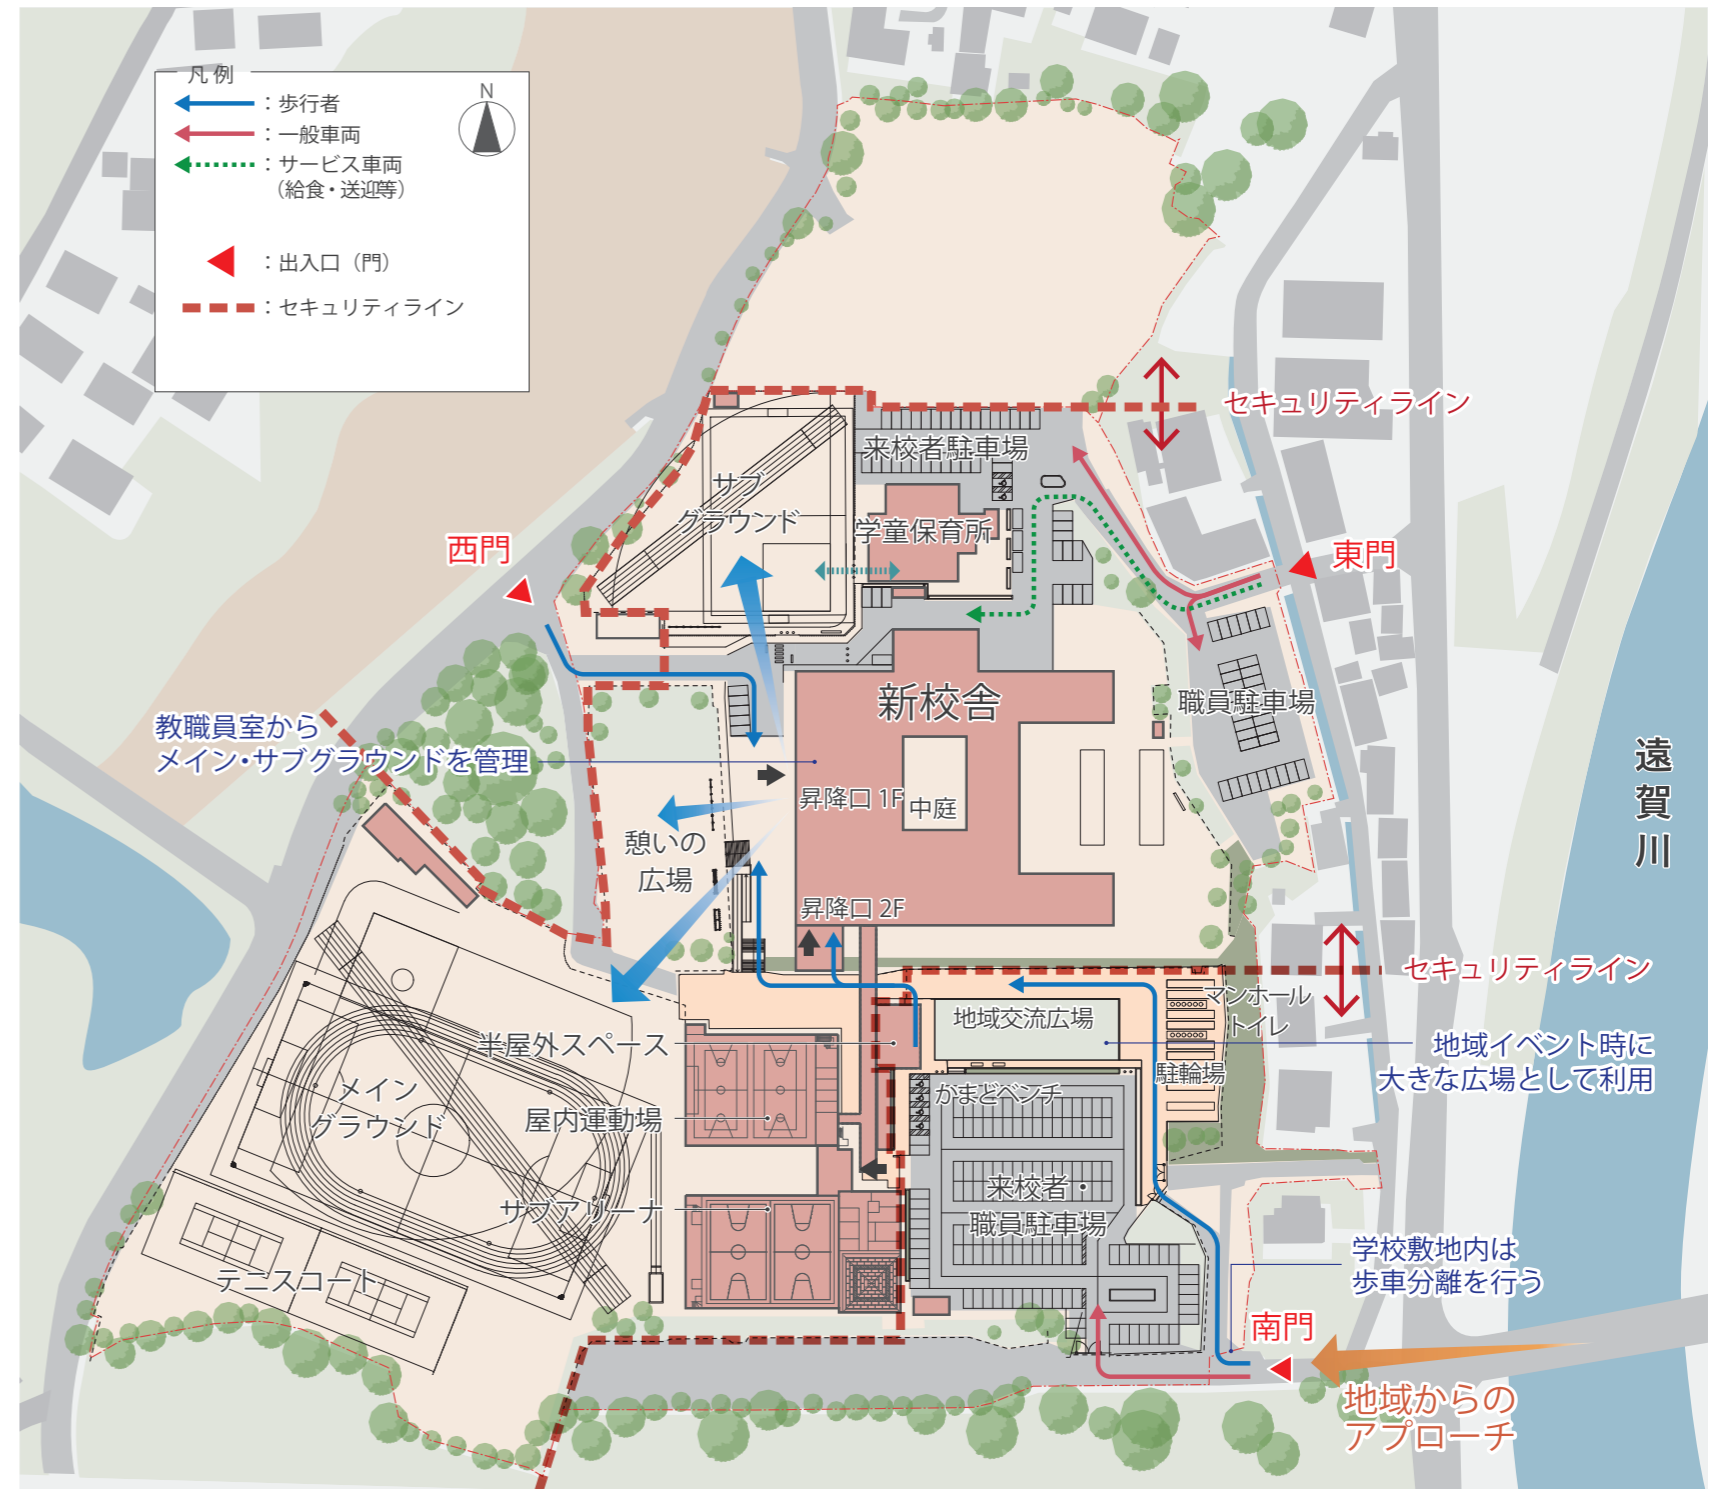 凡例
：歩行者
：一般車両
：サービス車両
（給食・送迎等）
：出入口（門）
：セキュリティライン
N
セキュリティライン
来校者駐車場
サブ
グラウンド
学童保育所
西門
東門
新校舎
職員駐車場
教職員室から
メイン・サブグラウンドを管理
昇降口 1F
中庭
遠賀川
憩いの
広場
昇降口 2F
セキュリティライン
マンホール
トイレ
地域交流広場
半屋外スペース
地域イベント時に
大きな広場として利用
駐輪場
かまどベンチ
メイン
グラウンド
屋内運動場
来校者・
職員駐車場
サブアリーナ
学校敷地内は
歩車分離を行う
テニスコート
南門
地域からの
アプローチ